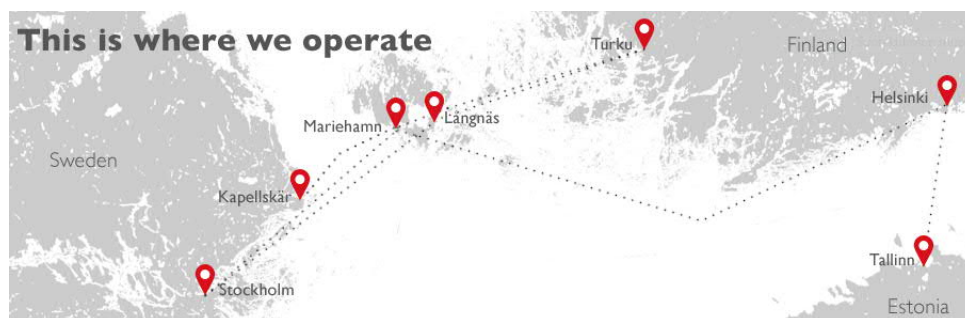 This is where we operate
Turku
Finland
Helsinki
Mariehamn
Långnäs
Sweden
Kapellskär
Stockholm
Tallinn
Estonia